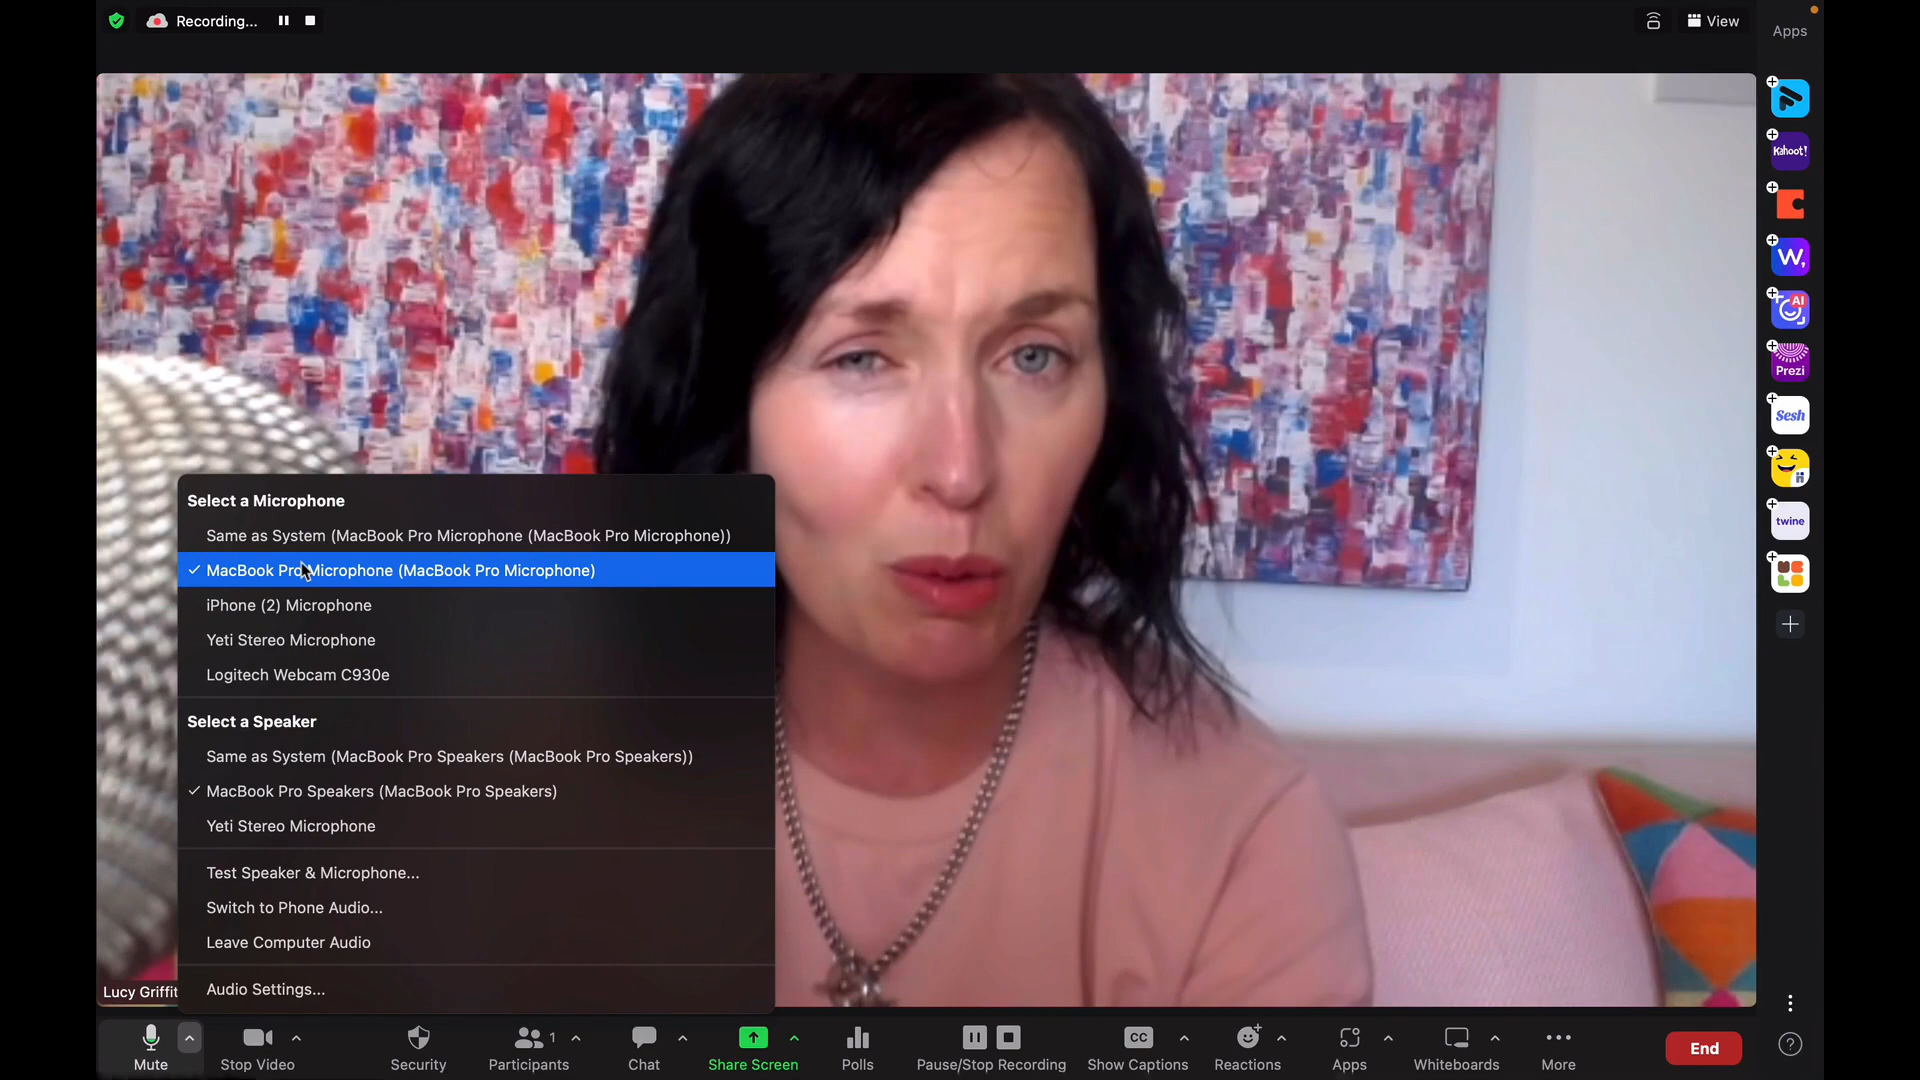 Recording...
View
Apps
Kahoot!
W,
AI
Prezi
Sesh
twine
Select a Microphone
Same as System (MacBook Pro Microphone (MacBook Pro Microphone))
✓ MacBook Pro Microphone (MacBook Pro Microphone)
iPhone (2) Microphone
Yeti Stereo Microphone
Logitech Webcam C930e
Select a Speaker
Same as System (MacBook Pro Speakers (MacBook Pro Speakers))
✓ MacBook Pro Speakers (MacBook Pro Speakers)
Yeti Stereo Microphone
Test Speaker & Microphone...
Switch to Phone Audio...
Leave Computer Audio
Audio Settings...
Lucy Griffit
Mute
Stop Video
Security
1
Participants
Chat
Share Screen
Polls
Pause/Stop Recording
CC
Show Captions
Reactions
Apps
Whiteboards
More
End